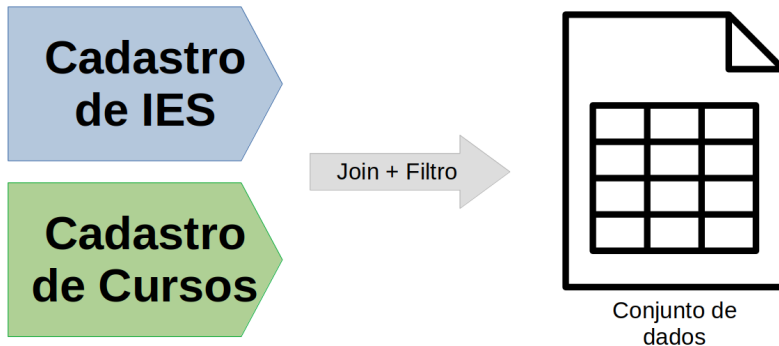 Cadastro
de IES
Cadastro
de Cursos
Join + Filtro
Conjunto de
dados